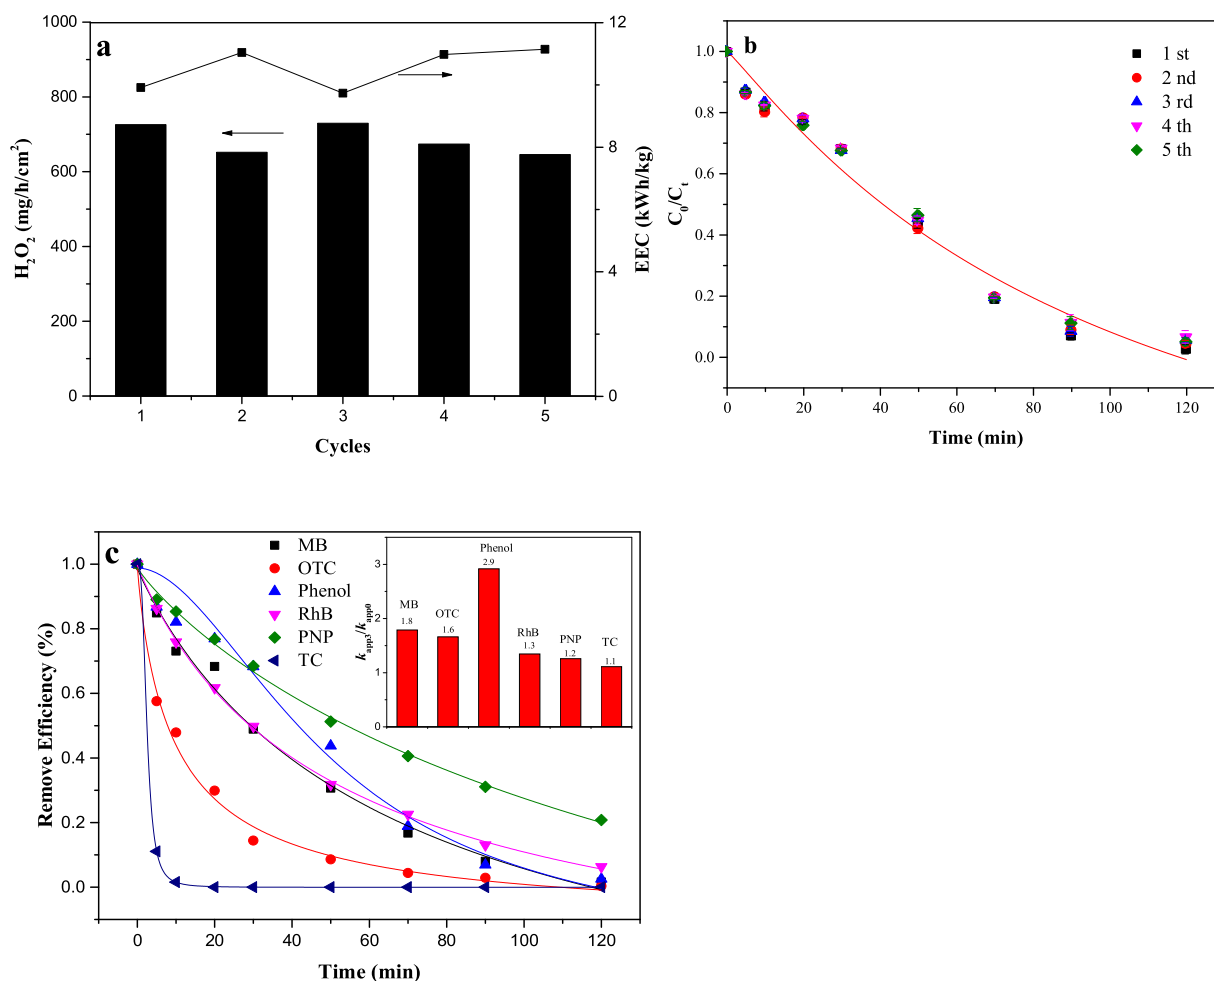 a
1000
800
600
400
200
0
H2O2 (mg/h/cm2)
12
8
4
0
EEC (kWh/kg)
1 2 3 4 5
Cycles
b
1 st
2 nd
3 rd
4 th
5 th
1.0
0.8
0.6
0.4
0.2
0.0
C0/Ct
0 20 40 60 80 100 120
Time (min)
c
MB
OTC
Phenol
RhB
PNP
TC
1.0
0.8
0.6
0.4
0.2
0.0
Remove Efficiency (%)
0 20 40 60 80 100 120
Time (min)
3
2
1
0
kapp3/kapp0
MB
1.8
OTC
1.6
Phenol
2.9
RhB
1.3
PNP
1.2
TC
1.1